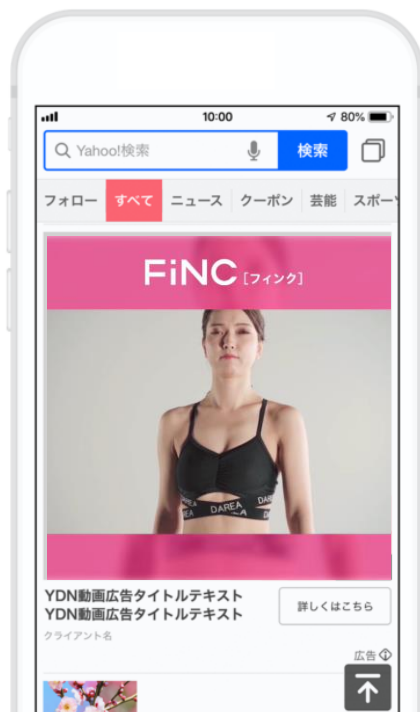 10:00
80%
Yahoo!検索
検索
フォロー
すべて
ニュース
クーポン
芸能
スポー
FiNC [フィンク]
DAREA
DAREA
YDN動画広告タイトルテキスト
YDN動画広告タイトルテキスト
詳しくはこちら
クライアント名
広告